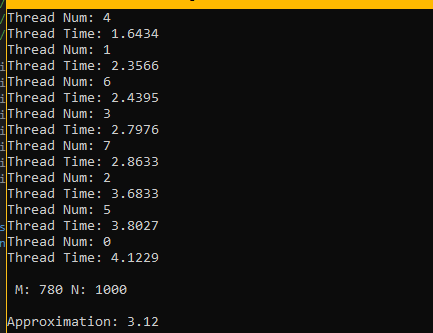 Thread Num: 4
Thread Time: 1.6434
Thread Num: 1
Thread Time: 2.3566
Thread Num: 6
Thread Time: 2.4395
Thread Num: 3
Thread Time: 2.7976
Thread Num: 7
Thread Time: 2.8633
Thread Num: 2
Thread Time: 3.6833
Thread Num: 5
Thread Time: 3.8027
Thread Num: 0
Thread Time: 4.1229
M: 780 N: 1000
Approximation: 3.12